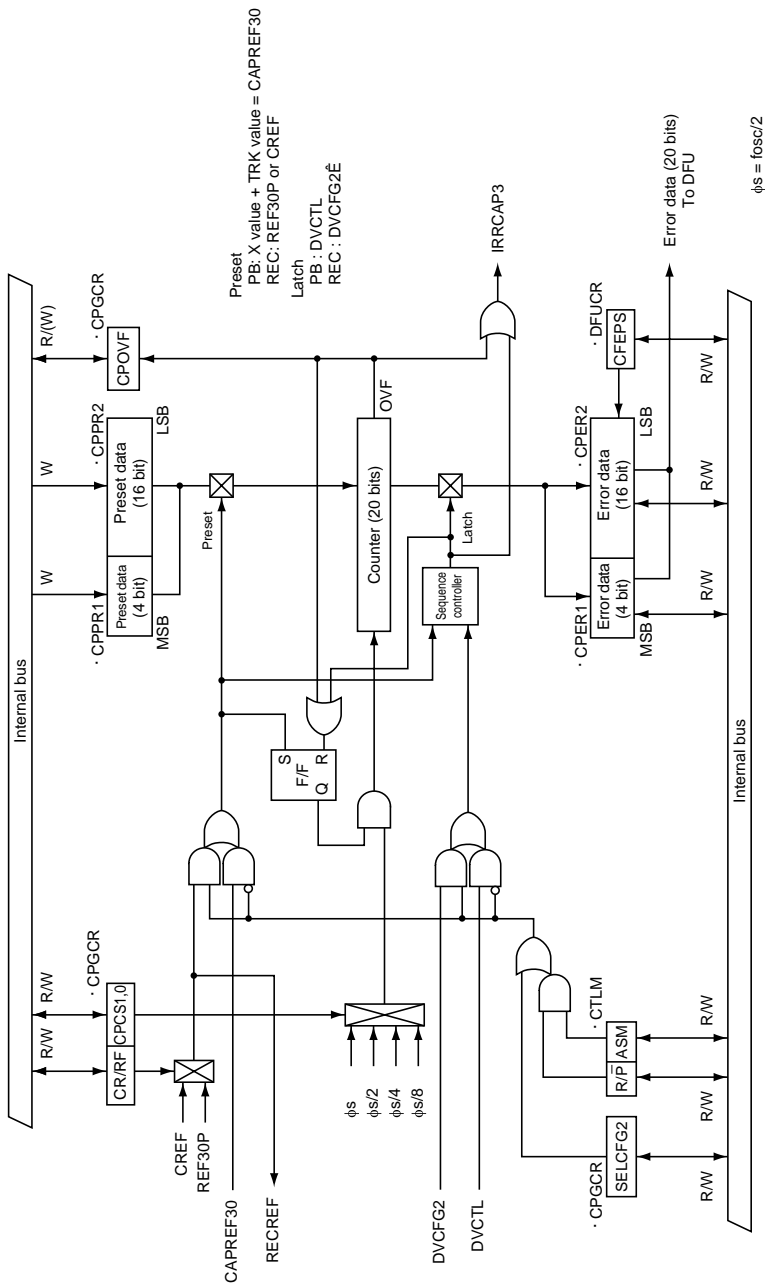 Internal bus
R/W
R/W
W
W
R/(W)
· CPGCR
CR/RF
CPCS1,0
· CPPR1
Preset data
(4 bit)
MSB
· CPPR2
Preset data
(16 bit)
LSB
· CPGCR
CPOVF
CREF
REF30P
CAPREF30
RECREF
Preset
Preset
PB: X value + TRK value = CAPREF30
REC: REF30P or CREF
Latch
PB : DVCTL
REC : DVCFG2Ê
S
F/F
Q
R
φs
φs/2
φs/4
φs/8
Counter (20 bits)
OVF
DVCFG2
DVCTL
Sequence
controller
Latch
IRRCAP3
· CPGCR
SELCFG2
· CTLM
R/P̅
ASM
· CPER1
Error data
(4 bit)
MSB
· CPER2
Error data
(16 bit)
LSB
· DFUCR
CFEPS
Error data (20 bits)
To DFU
R/W
R/W
R/W
R/W
R/W
R/W
Internal bus
φs = fosc/2